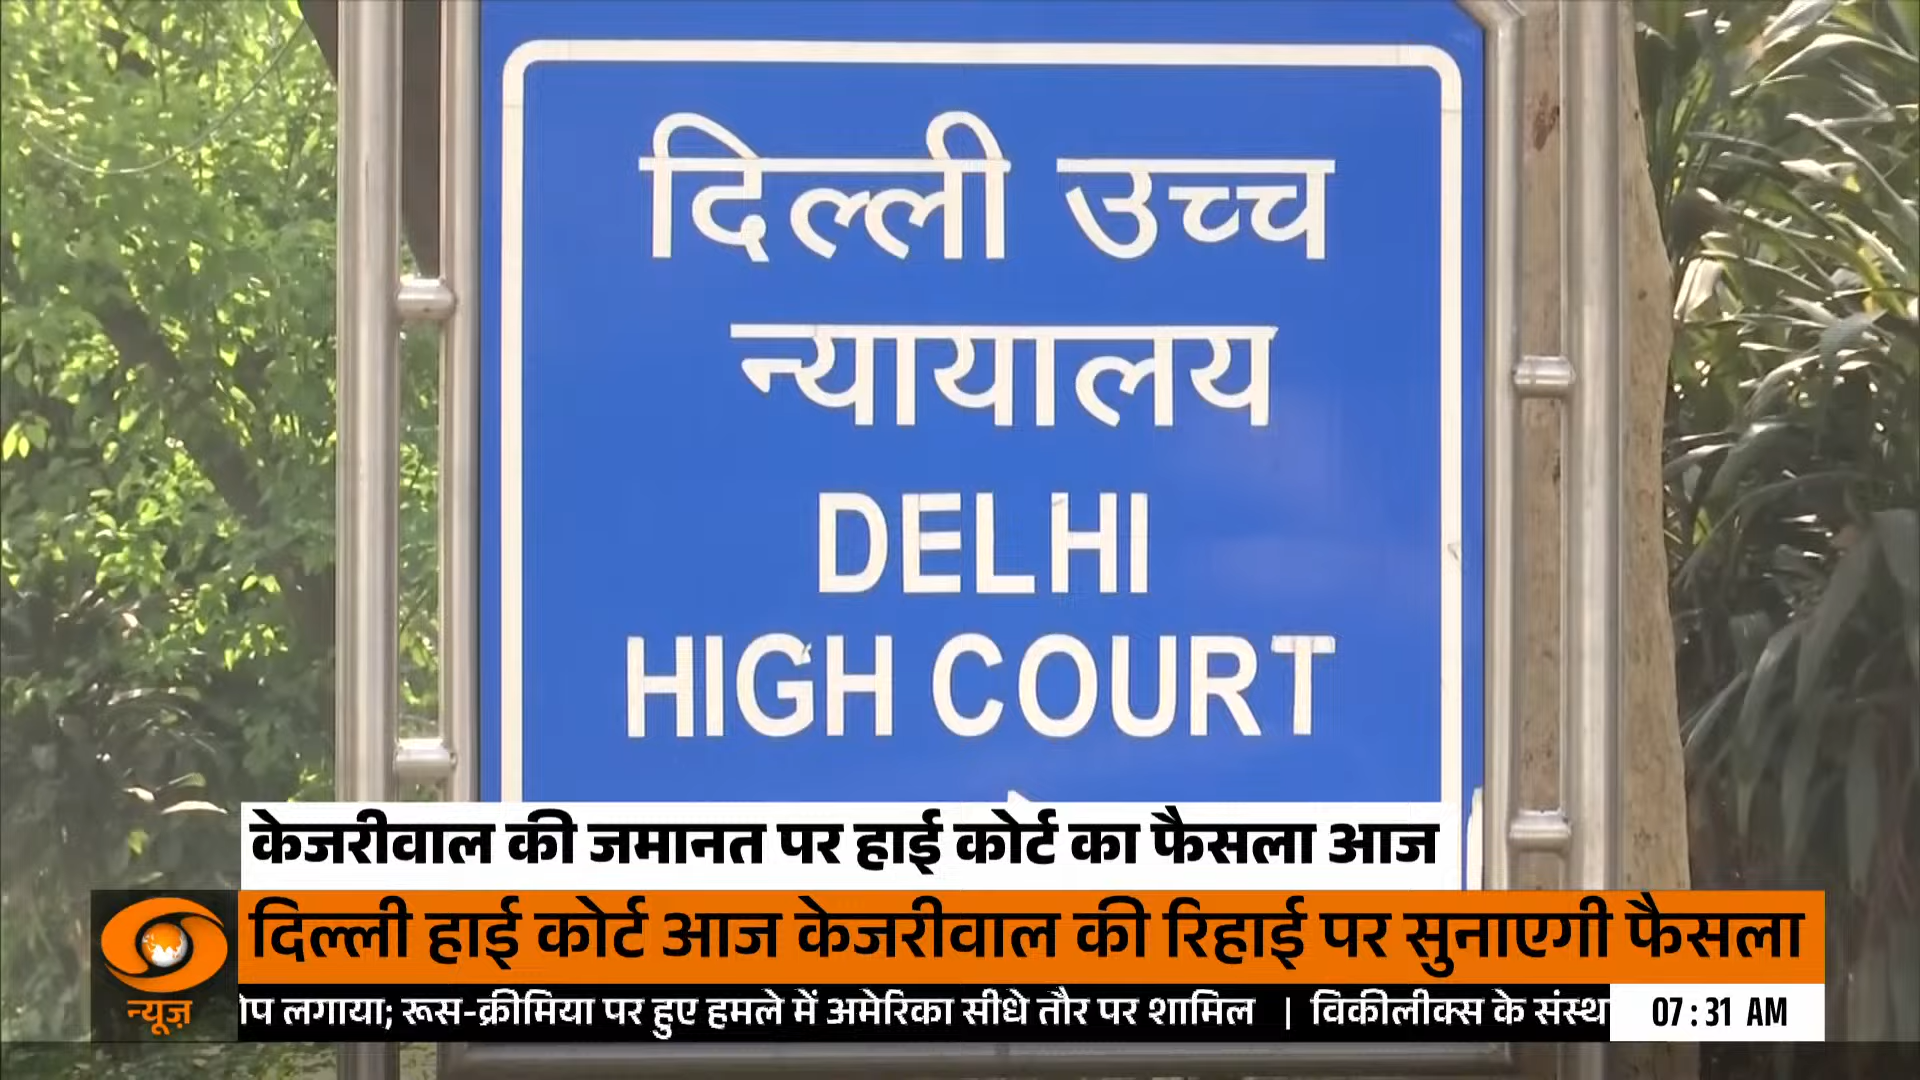 दिल्ली उच्च
न्यायालय
DELHI
HIGH COURT
केजरीवाल की जमानत पर हाई कोर्ट का फैसला आज
दिल्ली हाई कोर्ट आज केजरीवाल की रिहाई पर सुनाएगी फैसला
न्यूज़
लगाया; रूस-क्रीमिया पर हुए हमले में अमेरिका सीधे तौर पर शामिल | विकीलीक्स के
07:31 AM